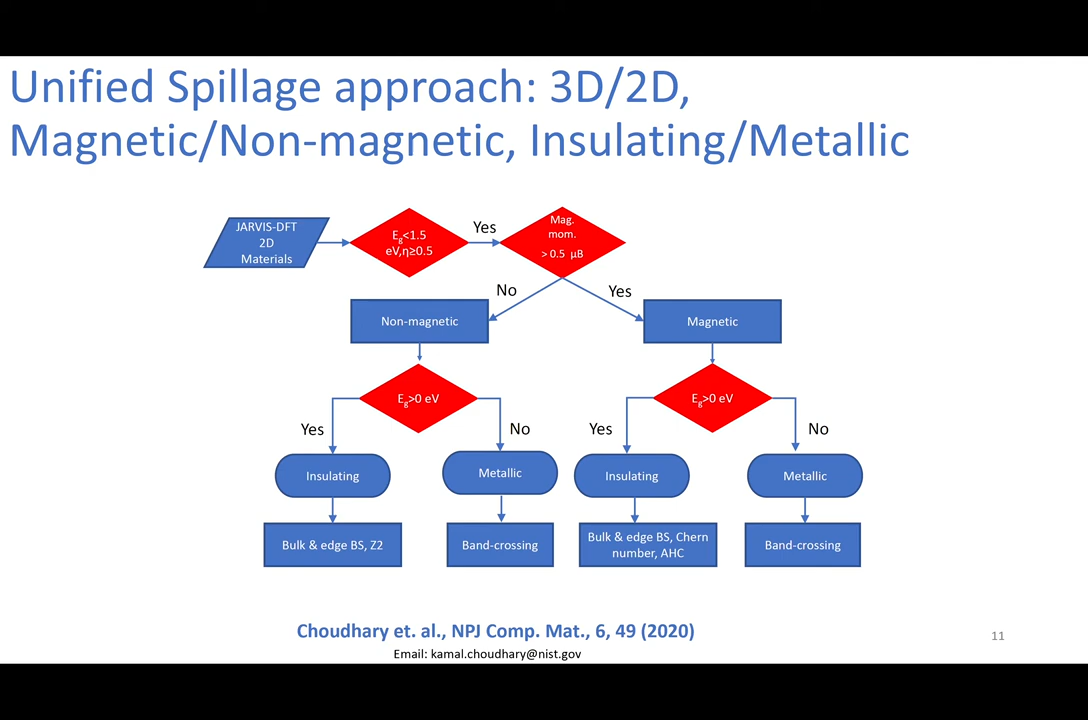 Unified Spillage approach: 3D/2D,
Magnetic/Non-magnetic, Insulating/Metallic
JARVIS-DFT
2D
Materials
Eg<1.5
eV,η≥0.5
Yes
Mag.
mom.
> 0.5 μB
No
Yes
Non-magnetic
Magnetic
Eg>0 eV
Eg>0 eV
Yes
No
Yes
No
Insulating
Metallic
Insulating
Metallic
Bulk & edge BS, Z2
Band-crossing
Bulk & edge BS, Chern
number, AHC
Band-crossing
Choudhary et. al., NPJ Comp. Mat., 6, 49 (2020)
11
Email: kamal.choudhary@nist.gov